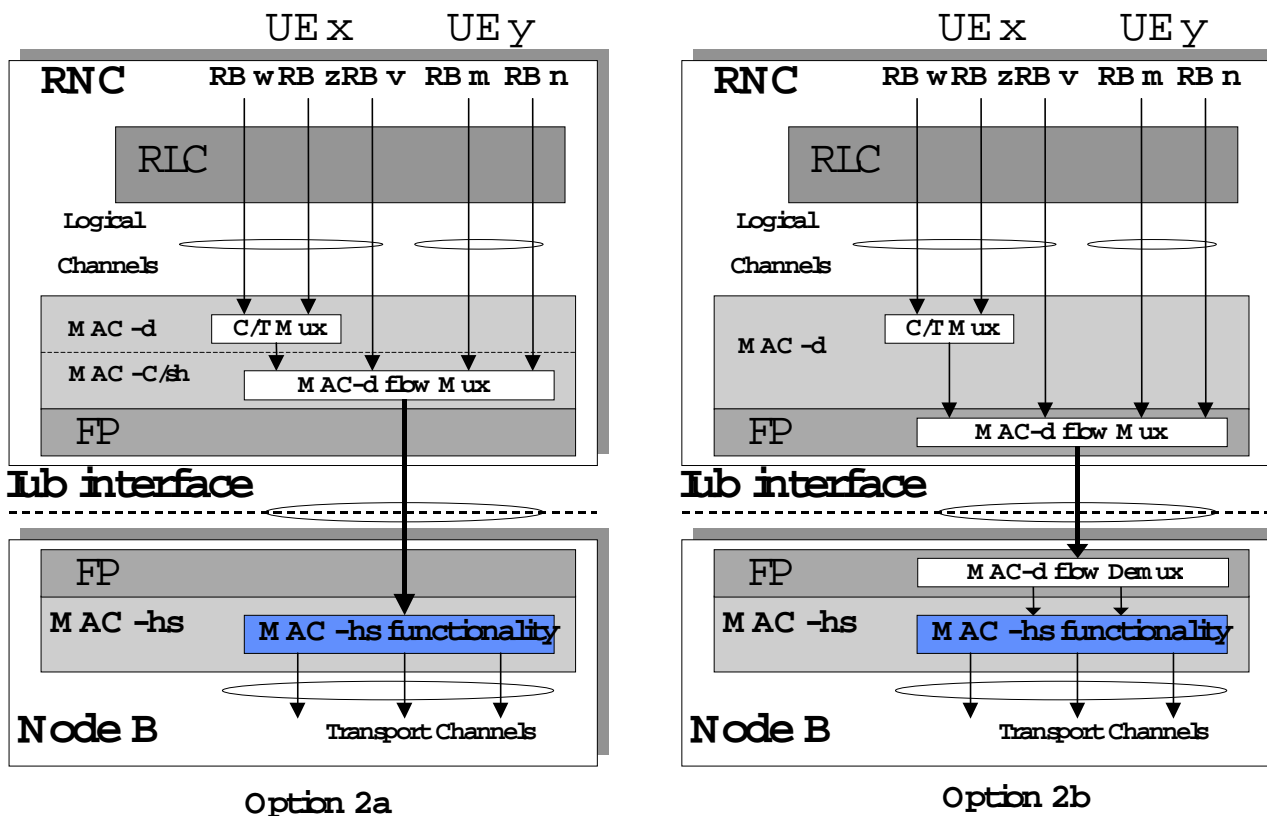 UE x UE y
RNC RB w RB z RB v RB m RB n
RLC
Logical
Channels
MAC-d C/T Mux
MAC-C/sh MAC-d flow Mux
FP
Iub interface
FP
MAC-hs MAC-hs functionality
Node B Transport Channels
Option 2a
UE x UE y
RNC RB w RB z RB v RB m RB n
RLC
Logical
Channels
C/T Mux
MAC-d
FP MAC-d flow Mux
Iub interface
FP MAC-d flow Demux
MAC-hs MAC-hs functionality
Node B Transport Channels
Option 2b